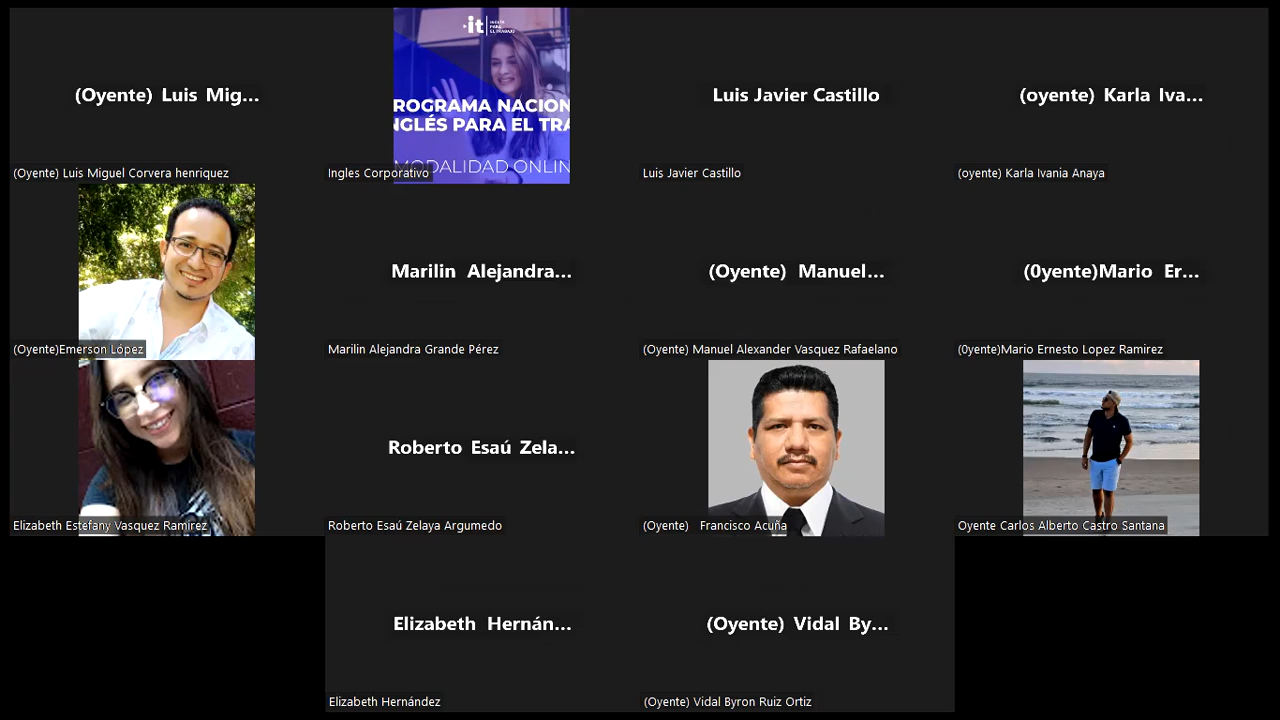 (Oyente) Luis Mig...
(Oyente) Luis Miguel Corvera henriquez
it INGLÉS PARA EL TRABAJO
ROGRAMA NACION
NGLÉS PARA EL TRA
MODALIDAD ONLIN
Ingles Corporativo
Luis Javier Castillo
Luis Javier Castillo
(oyente) Karla Iva...
(oyente) Karla Ivania Anaya
(Oyente)Emerson López
Marilin Alejandra...
Marilin Alejandra Grande Pérez
(Oyente) Manuel...
(Oyente) Manuel Alexander Vasquez Rafaelano
(0yente)Mario Er...
(0yente)Mario Ernesto Lopez Ramirez
Elizabeth Estefany Vasquez Ramirez
Roberto Esaú Zela...
Roberto Esaú Zelaya Argumedo
(Oyente) Francisco Acuña
Oyente Carlos Alberto Castro Santana
Elizabeth Hernán...
Elizabeth Hernández
(Oyente) Vidal By...
(Oyente) Vidal Byron Ruiz Ortiz